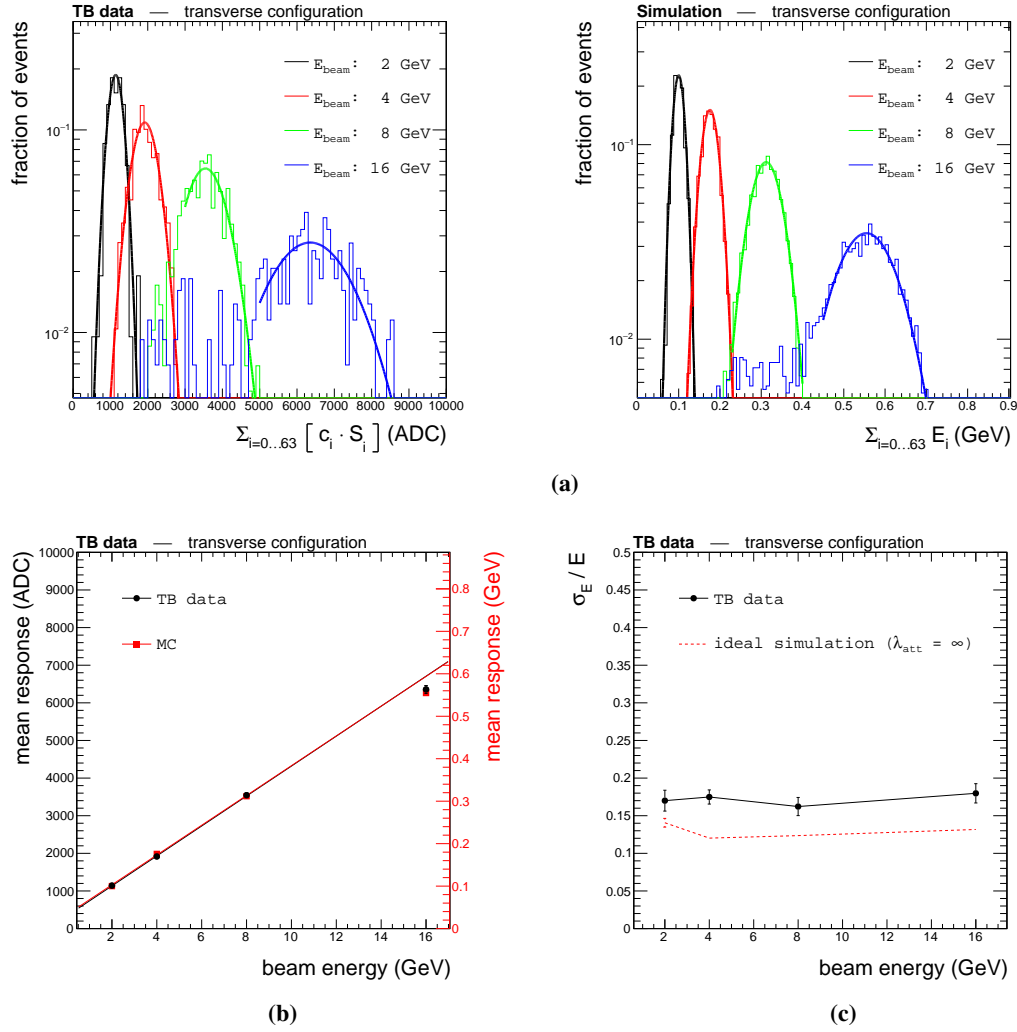 TB data — transverse configuration
fraction of events
E_beam: 2 GeV
E_beam: 4 GeV
E_beam: 8 GeV
E_beam: 16 GeV
10⁻¹
10⁻²
0 1000 2000 3000 4000 5000 6000 7000 8000 9000 10000
Σ_i=0...63 [ c_i · S_i ] (ADC)
Simulation — transverse configuration
fraction of events
E_beam: 2 GeV
E_beam: 4 GeV
E_beam: 8 GeV
E_beam: 16 GeV
10⁻¹
10⁻²
0 0.1 0.2 0.3 0.4 0.5 0.6 0.7 0.8 0.9
Σ_i=0...63 E_i (GeV)
(a)
TB data — transverse configuration
mean response (ADC)
10000
9000
8000
7000
6000
5000
4000
3000
2000
1000
0
TB data
MC
mean response (GeV)
0.8
0.7
0.6
0.5
0.4
0.3
0.2
0.1
0
2 4 6 8 10 12 14 16
beam energy (GeV)
(b)
TB data — transverse configuration
σ_E / E
0.5
0.45
0.4
0.35
0.3
0.25
0.2
0.15
0.1
0.05
0
TB data
ideal simulation (λ_att = ∞)
2 4 6 8 10 12 14 16
beam energy (GeV)
(c)